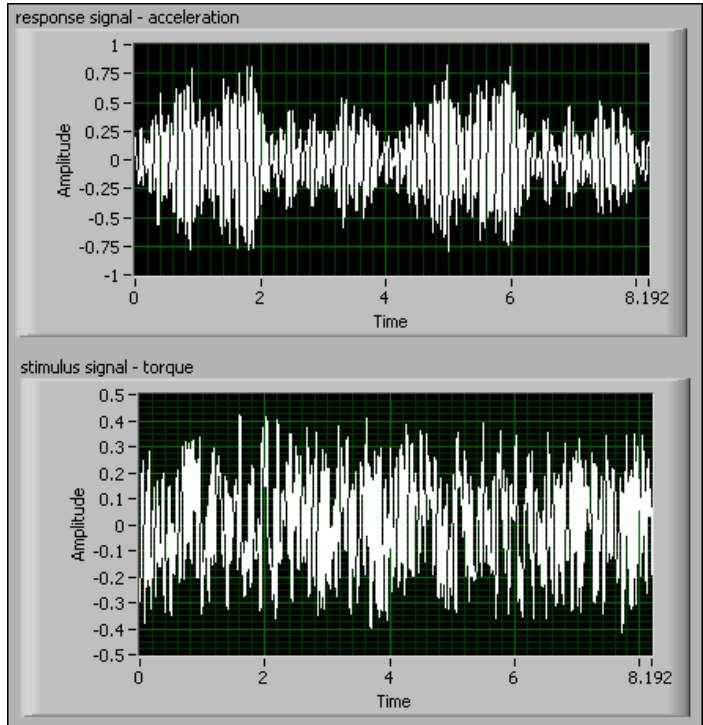 response signal - acceleration
1
0.75
0.5
0.25
0
-0.25
-0.5
-0.75
-1
Amplitude
0 2 4 6 8.192
Time
stimulus signal - torque
0.5
0.4
0.3
0.2
0.1
0
-0.1
-0.2
-0.3
-0.4
-0.5
Amplitude
0 2 4 6 8.192
Time